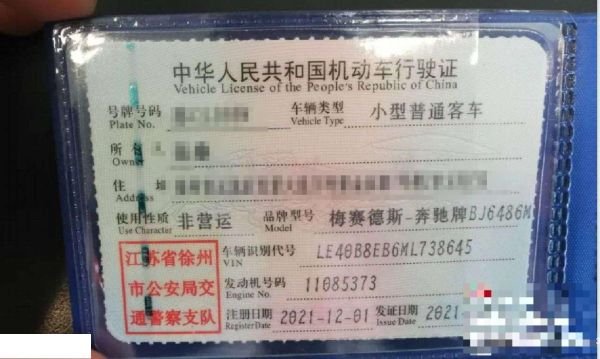 中华人民共和国机动车行驶证
Vehicle License of the People's Republic of China
号牌号码 车辆类型 小型普通客车
Plate No. Vehicle Type
所
Owner
住
Address
使用性质 非营运 品牌型号 梅赛德斯-奔驰牌BJ6486M
Use Character Model
江苏省徐州
市公安局交
通警察支队
车辆识别代号 LE40B8EB6ML738645
VIN
发动机号码 11085373
Engine No.
注册日期 2021-12-01 发证日期 2021-
Register Date Issue Date